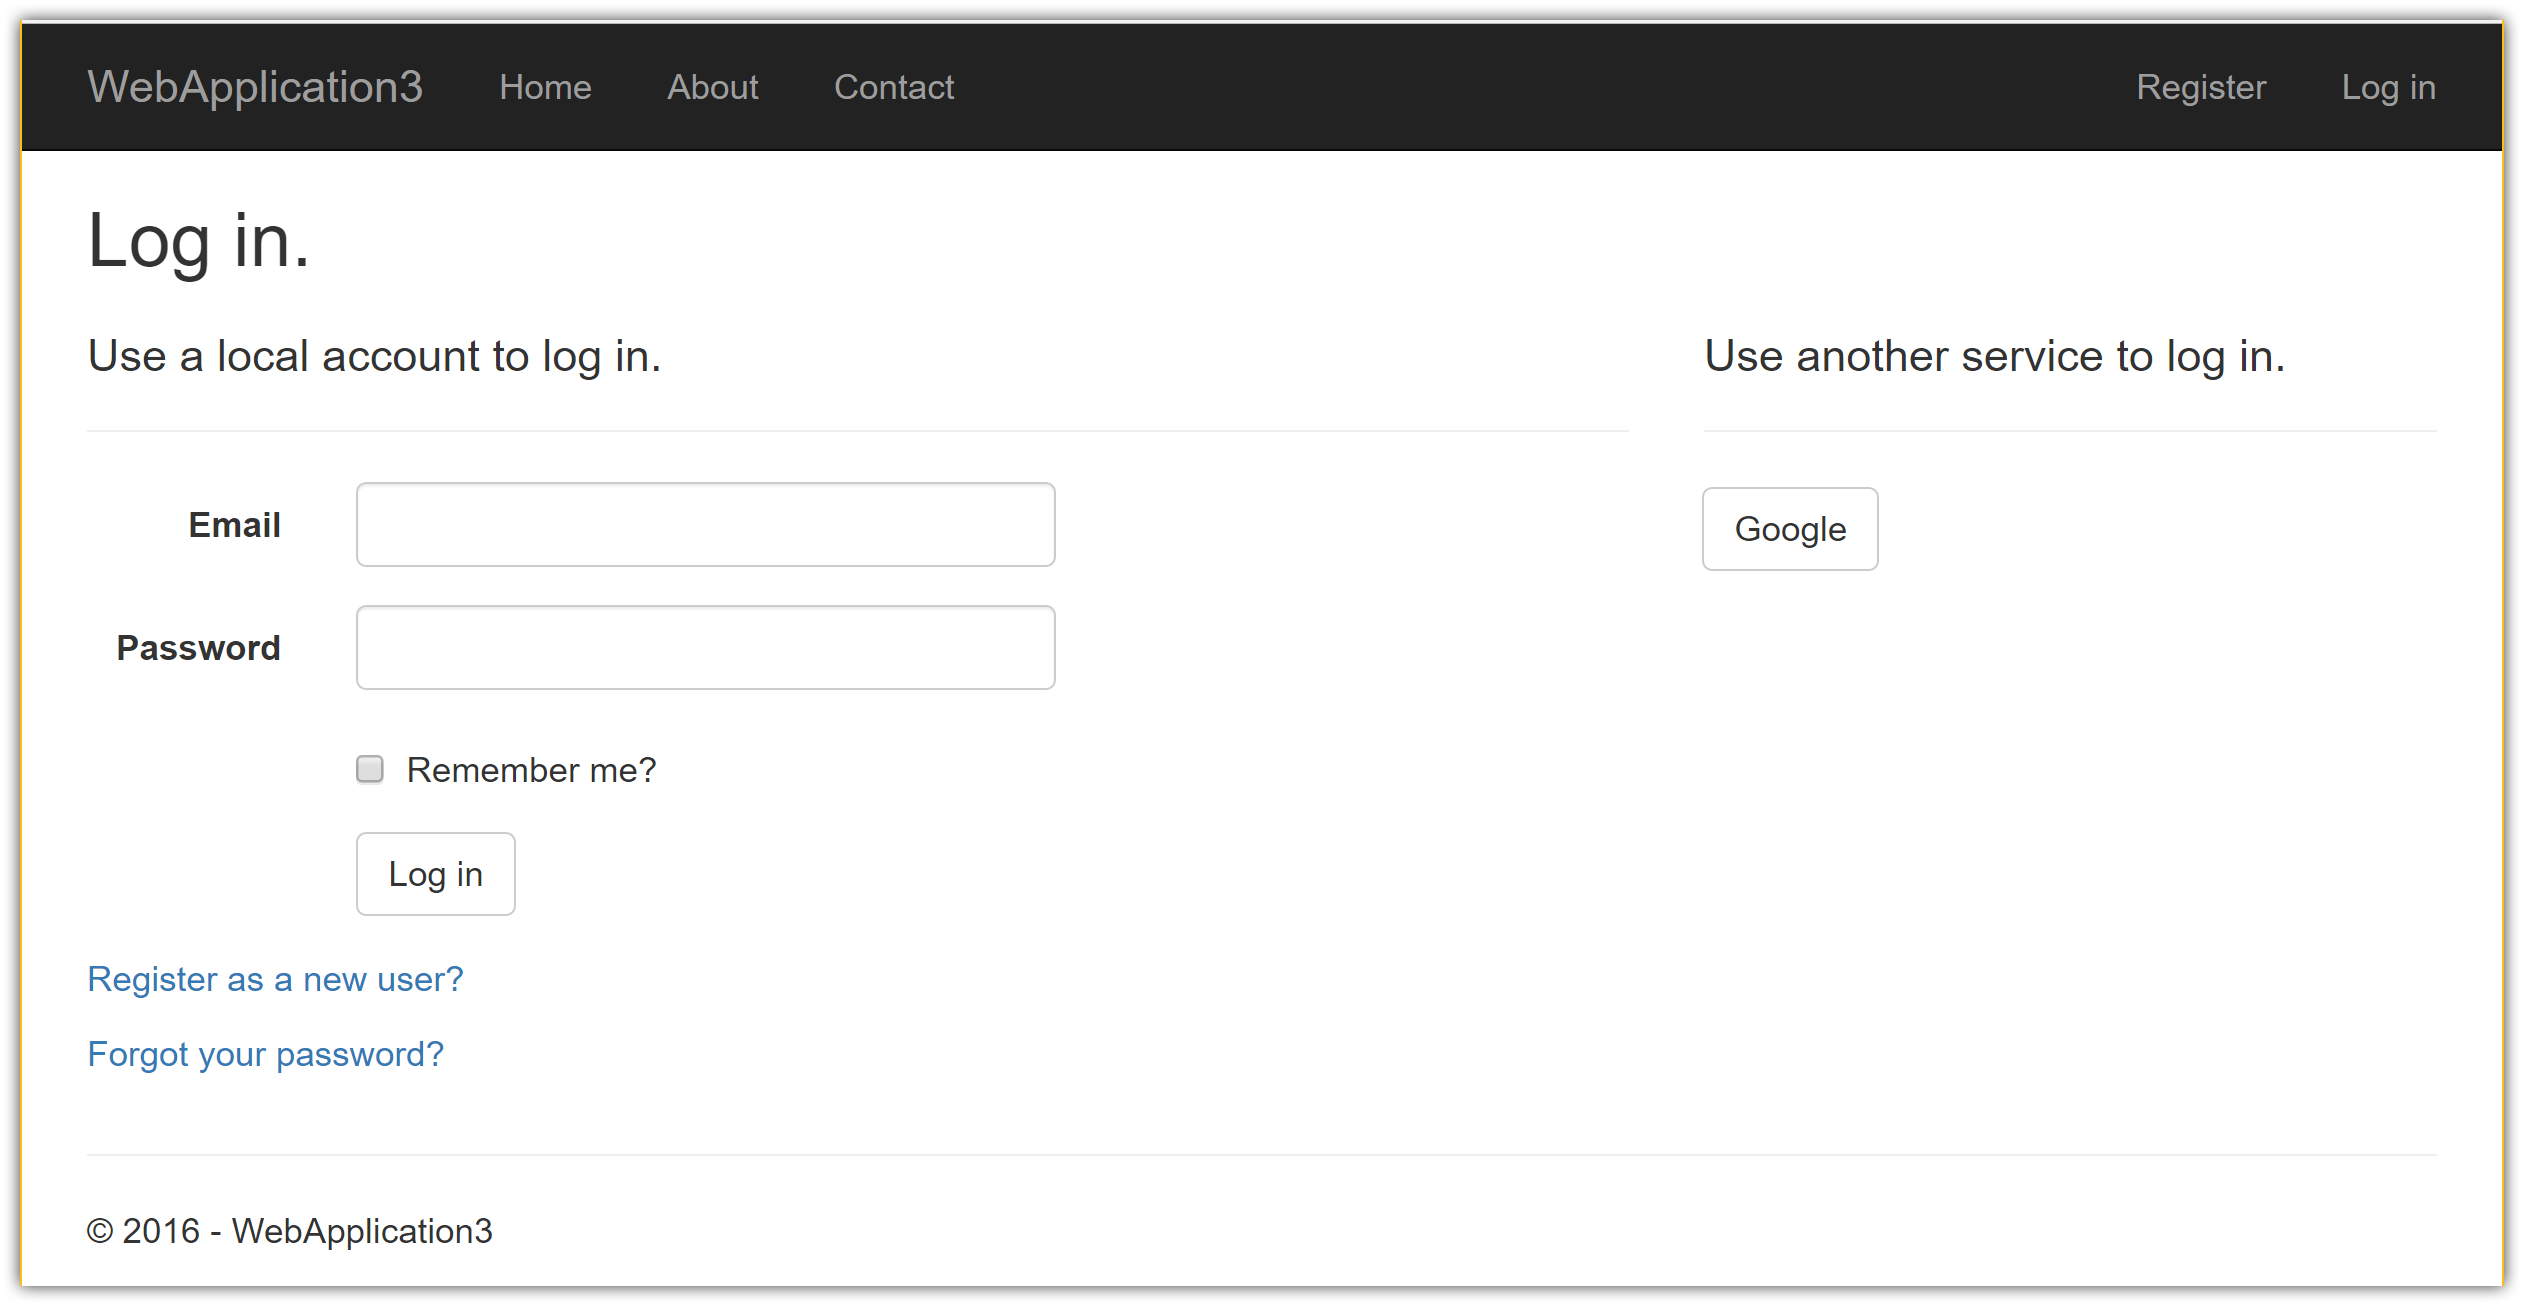 WebApplication3 Home About Contact Register Log in
Log in.
Use a local account to log in.
Email
Password
Remember me?
Log in
Register as a new user?
Forgot your password?
Use another service to log in.
Google
© 2016 - WebApplication3